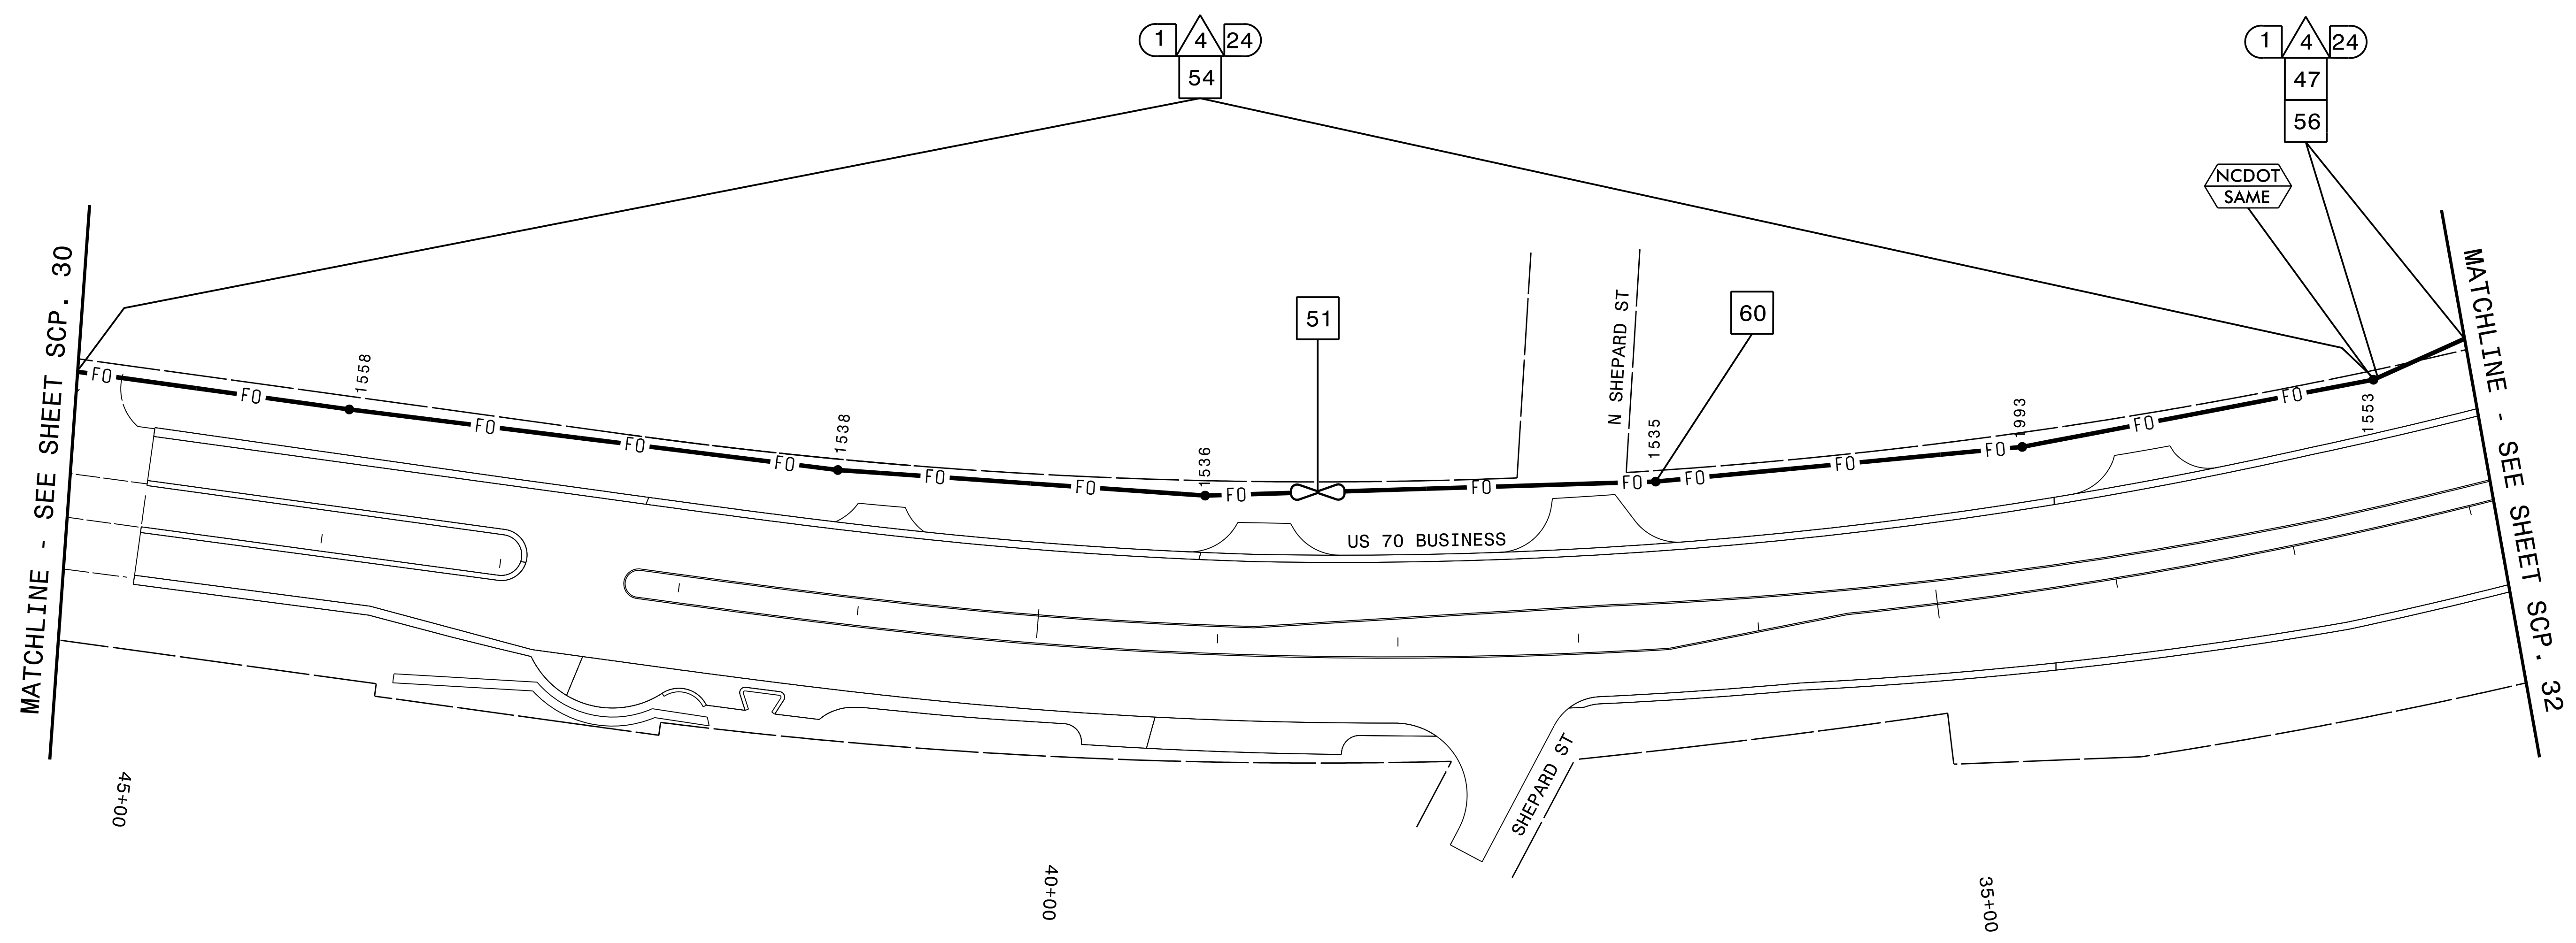 1 4 24
54
1 4 24
47
56
NCDOT
SAME
MATCHLINE - SEE SHEET SCP. 30
MATCHLINE - SEE SHEET SCP. 32
51
60
N SHEPARD ST
1558
1538
1536
1535
1993
1553
FO FO FO FO FO FO FO FO FO FO FO FO FO FO FO
US 70 BUSINESS
SHEPARD ST
45+00
40+00
35+00